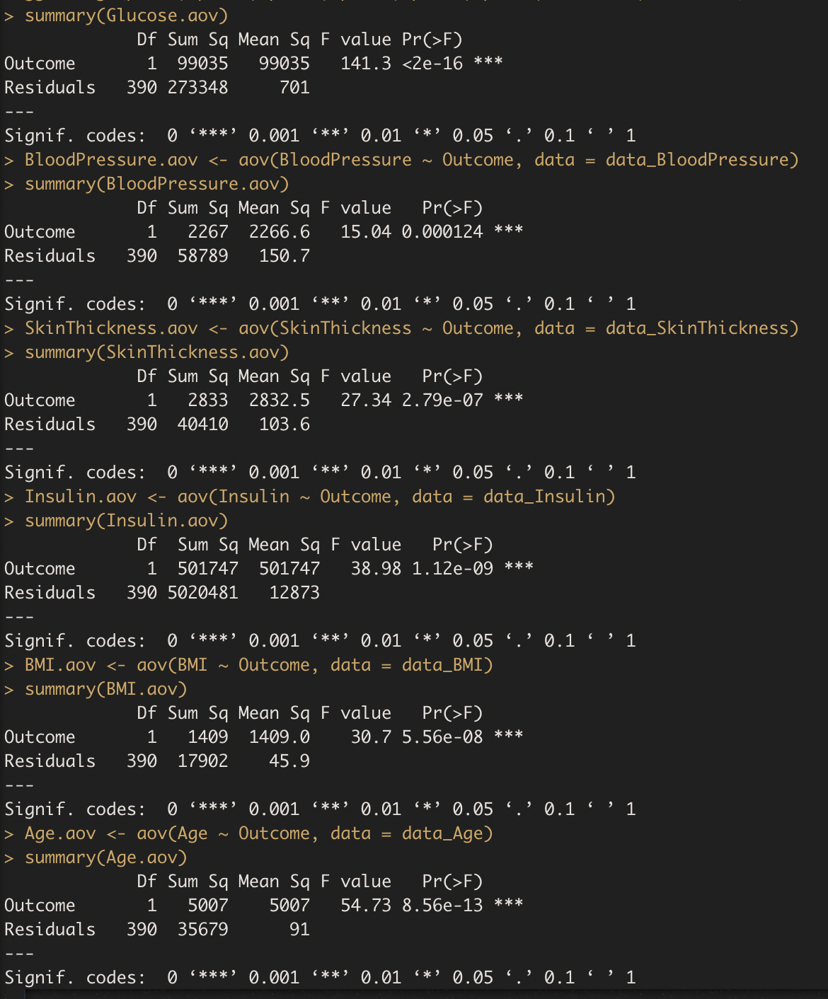 > summary(Glucose.aov)
             Df Sum Sq Mean Sq F value Pr(>F)
Outcome       1  99035   99035   141.3 <2e-16 ***
Residuals   390 273348     701
---
Signif. codes:  0 ‘***’ 0.001 ‘**’ 0.01 ‘*’ 0.05 ‘.’ 0.1 ‘ ’ 1
> BloodPressure.aov <- aov(BloodPressure ~ Outcome, data = data_BloodPressure)
> summary(BloodPressure.aov)
             Df Sum Sq Mean Sq F value   Pr(>F)
Outcome       1   2267  2266.6   15.04 0.000124 ***
Residuals   390  58789   150.7
---
Signif. codes:  0 ‘***’ 0.001 ‘**’ 0.01 ‘*’ 0.05 ‘.’ 0.1 ‘ ’ 1
> SkinThickness.aov <- aov(SkinThickness ~ Outcome, data = data_SkinThickness)
> summary(SkinThickness.aov)
             Df Sum Sq Mean Sq F value   Pr(>F)
Outcome       1   2833  2832.5   27.34 2.79e-07 ***
Residuals   390  40410   103.6
---
Signif. codes:  0 ‘***’ 0.001 ‘**’ 0.01 ‘*’ 0.05 ‘.’ 0.1 ‘ ’ 1
> Insulin.aov <- aov(Insulin ~ Outcome, data = data_Insulin)
> summary(Insulin.aov)
             Df  Sum Sq Mean Sq F value   Pr(>F)
Outcome       1  501747  501747   38.98 1.12e-09 ***
Residuals   390 5020481   12873
---
Signif. codes:  0 ‘***’ 0.001 ‘**’ 0.01 ‘*’ 0.05 ‘.’ 0.1 ‘ ’ 1
> BMI.aov <- aov(BMI ~ Outcome, data = data_BMI)
> summary(BMI.aov)
             Df Sum Sq Mean Sq F value   Pr(>F)
Outcome       1   1409  1409.0    30.7 5.56e-08 ***
Residuals   390  17902    45.9
---
Signif. codes:  0 ‘***’ 0.001 ‘**’ 0.01 ‘*’ 0.05 ‘.’ 0.1 ‘ ’ 1
> Age.aov <- aov(Age ~ Outcome, data = data_Age)
> summary(Age.aov)
             Df Sum Sq Mean Sq F value   Pr(>F)
Outcome       1   5007    5007   54.73 8.56e-13 ***
Residuals   390  35679      91
---
Signif. codes:  0 ‘***’ 0.001 ‘**’ 0.01 ‘*’ 0.05 ‘.’ 0.1 ‘ ’ 1